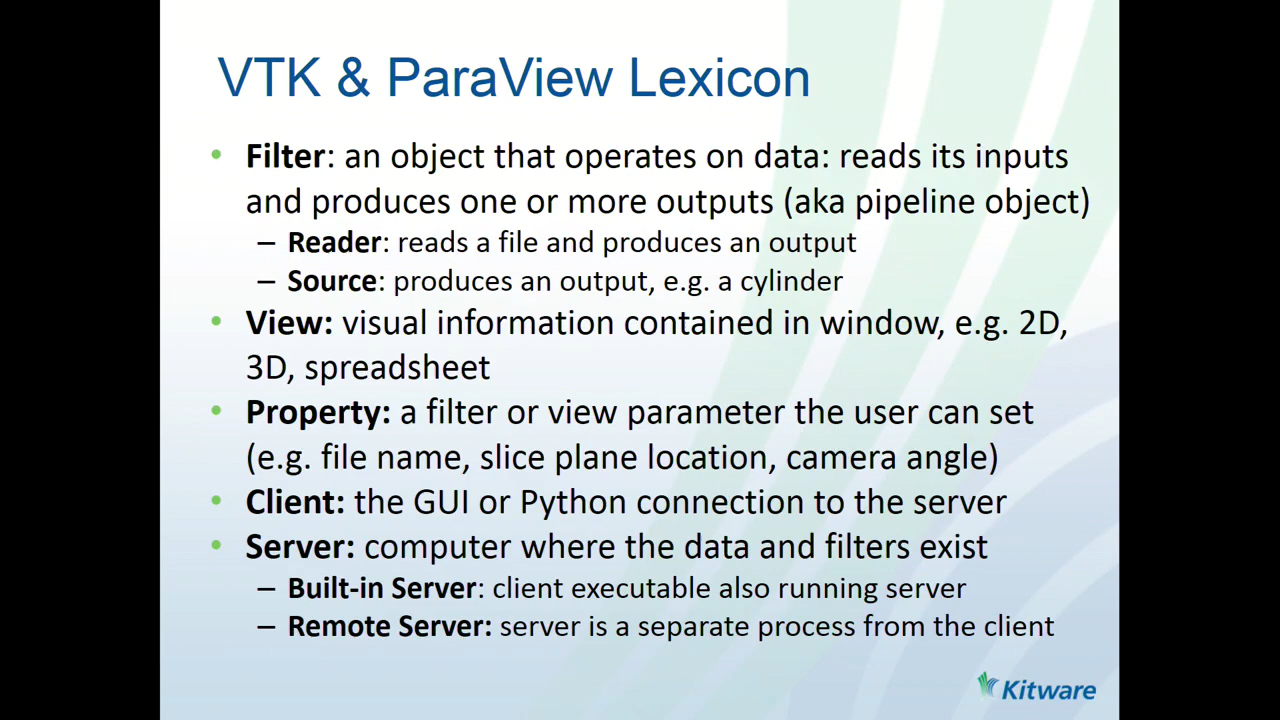 VTK & ParaView Lexicon
• Filter: an object that operates on data: reads its inputs
and produces one or more outputs (aka pipeline object)
– Reader: reads a file and produces an output
– Source: produces an output, e.g. a cylinder
• View: visual information contained in window, e.g. 2D,
3D, spreadsheet
• Property: a filter or view parameter the user can set
(e.g. file name, slice plane location, camera angle)
• Client: the GUI or Python connection to the server
• Server: computer where the data and filters exist
– Built-in Server: client executable also running server
– Remote Server: server is a separate process from the client
Kitware